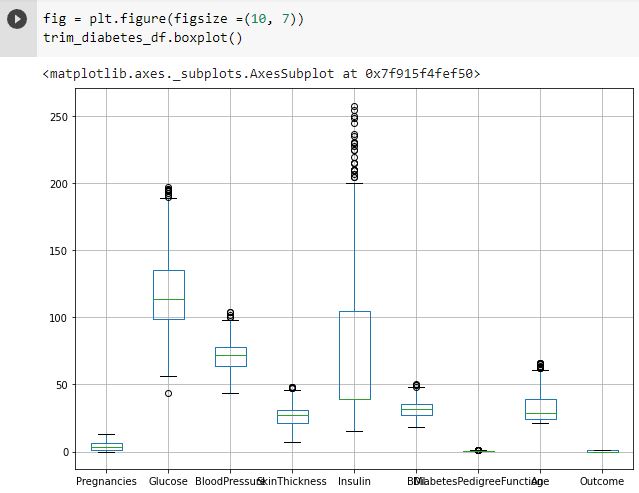 fig = plt.figure(figsize =(10, 7))
trim_diabetes_df.boxplot()
<matplotlib.axes._subplots.AxesSubplot at 0x7f915f4fef50>
250
200
150
100
50
0
Pregnancies Glucose BloodPressure SkinThickness Insulin BMI DiabetesPedigreeFunction Age Outcome